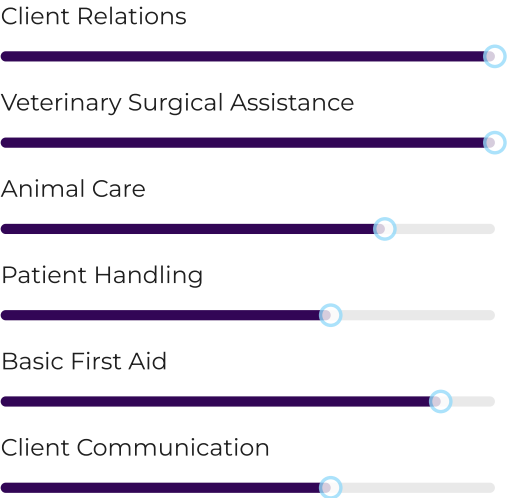 Client Relations
Veterinary Surgical Assistance
Animal Care
Patient Handling
Basic First Aid
Client Communication